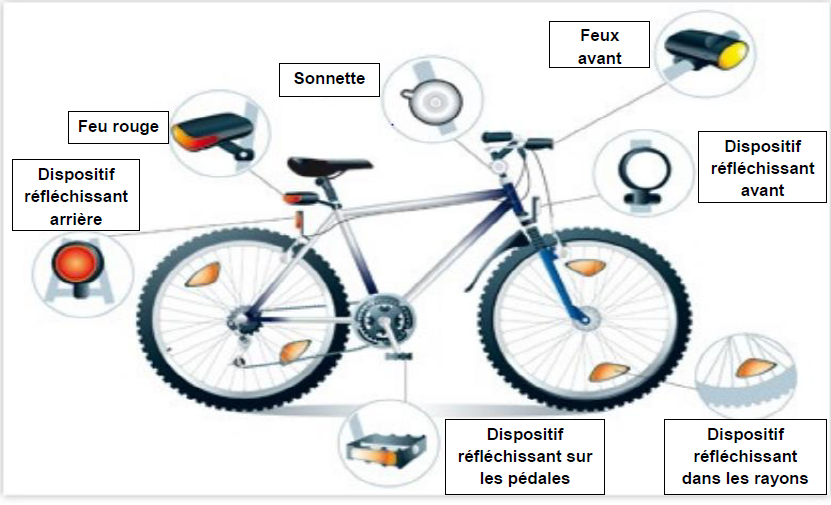 Feux
avant
Sonnette
Feu rouge
Dispositif
réfléchissant
avant
Dispositif
réfléchissant
arrière
Dispositif
réfléchissant sur
les pédales
Dispositif
réfléchissant
dans les rayons